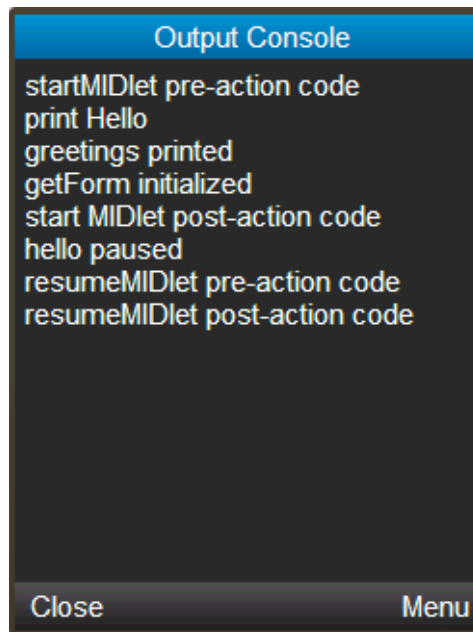 Output Console
startMIDlet pre-action code
print Hello
greetings printed
getForm initialized
start MIDlet post-action code
hello paused
resumeMIDlet pre-action code
resumeMIDlet post-action code
Close Menu